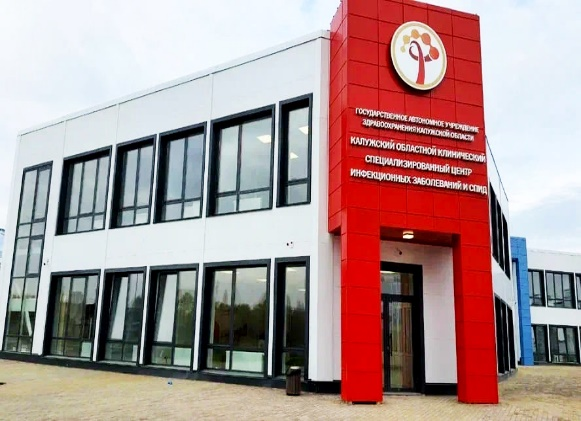 ГОСУДАРСТВЕННОЕ АВТОНОМНОЕ УЧРЕЖДЕНИЕ
ЗДРАВООХРАНЕНИЯ КАЛУЖСКОЙ ОБЛАСТИ
КАЛУЖСКИЙ ОБЛАСТНОЙ КЛИНИЧЕСКИЙ
СПЕЦИАЛИЗИРОВАННЫЙ ЦЕНТР
ИНФЕКЦИОННЫХ ЗАБОЛЕВАНИЙ И СПИД